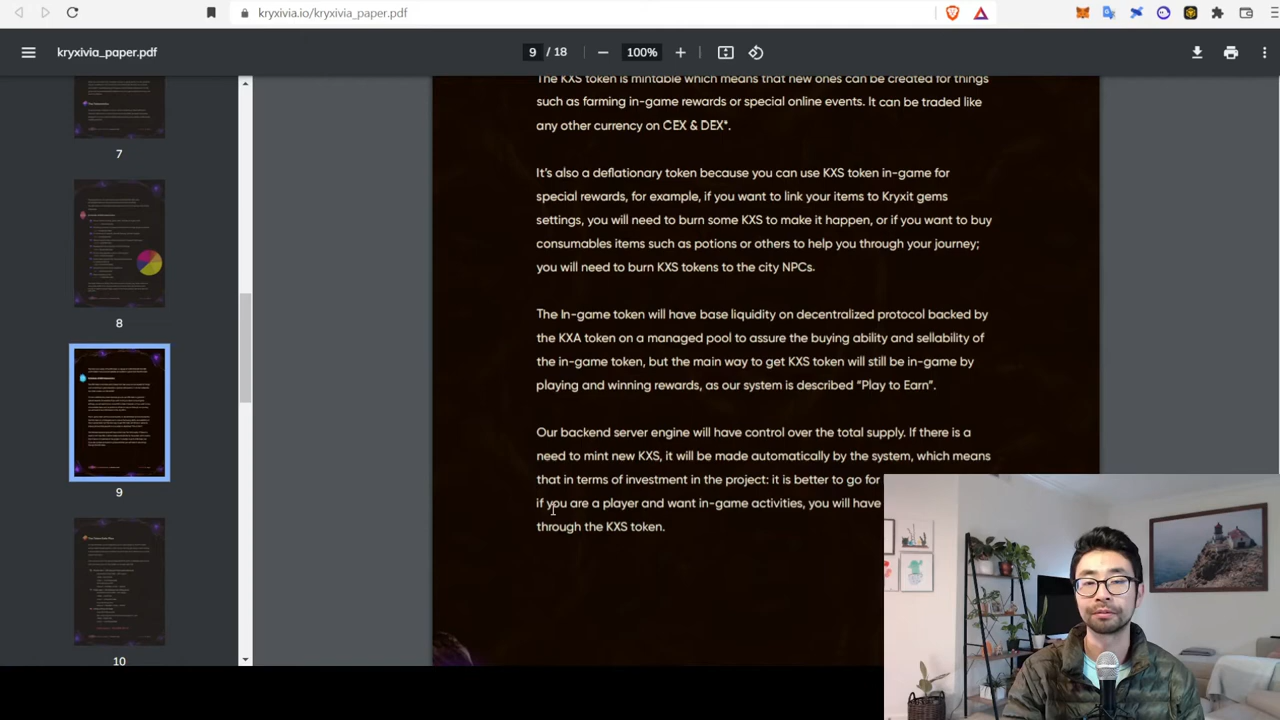 kryxivia.io/kryxivia_paper.pdf
kryxivia_paper.pdf
9 / 18
100%
7
8
9
10
The KXS token is mintable which means that new ones can be created for things
such as farming in-game rewards or special online events. It can be traded like
any other currency on CEX & DEX*.
It's also a deflationary token because you can use KXS token in-game for
special rewards, for example, if you want to link your items to Kryxit gems
settings, you will need to burn some KXS to make it happen, or if you want to buy
consumables items such as potions or others to help you through your journey;
you will need to burn KXS tokens to the city NPCs.
The In-game token will have base liquidity on decentralized protocol backed by
the KXA token on a managed pool to assure the buying ability and sellability of
the in-game token, but the main way to get KXS token will still be in-game by
playing and winning rewards, as our system is described “Play to Earn”.
Our backend server engine will have control over the total supply. If there is a
need to mint new KXS, it will be made automatically by the system, which means
that in terms of investment in the project: it is better to go for
if you are a player and want in-game activities, you will have
through the KXS token.